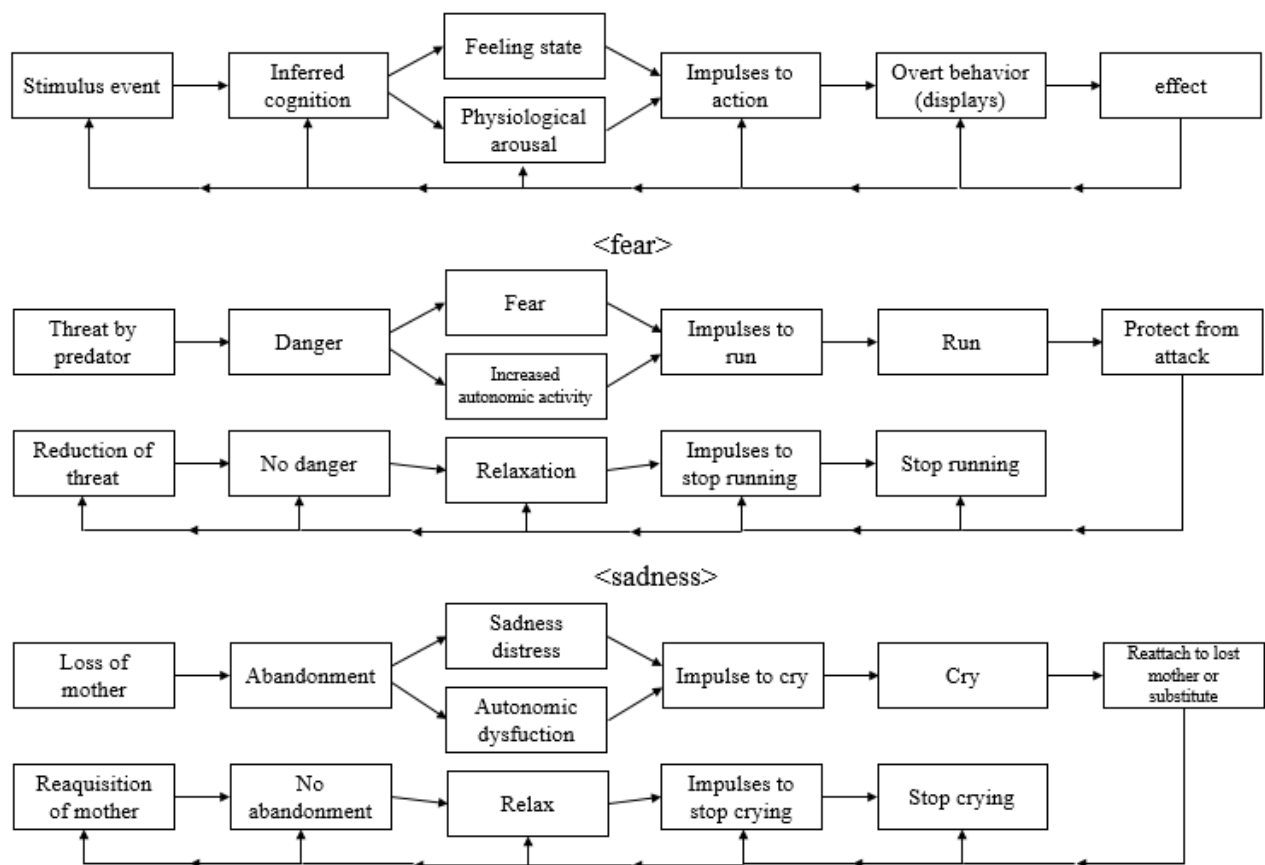 Stimulus event
Inferred
cognition
Feeling state
Physiological
arousal
Impulses to
action
Overt behavior
(displays)
effect
<fear>
Threat by
predator
Danger
Fear
Increased
autonomic activity
Impulses to
run
Run
Protect from
attack
Reduction of
threat
No danger
Relaxation
Impulses to
stop running
Stop running
<sadness>
Loss of
mother
Abandonment
Sadness
distress
Autonomic
dysfuction
Impulse to cry
Cry
Reattach to lost
mother or
substitute
Reaquisition
of mother
No
abandonment
Relax
Impulses to
stop crying
Stop crying